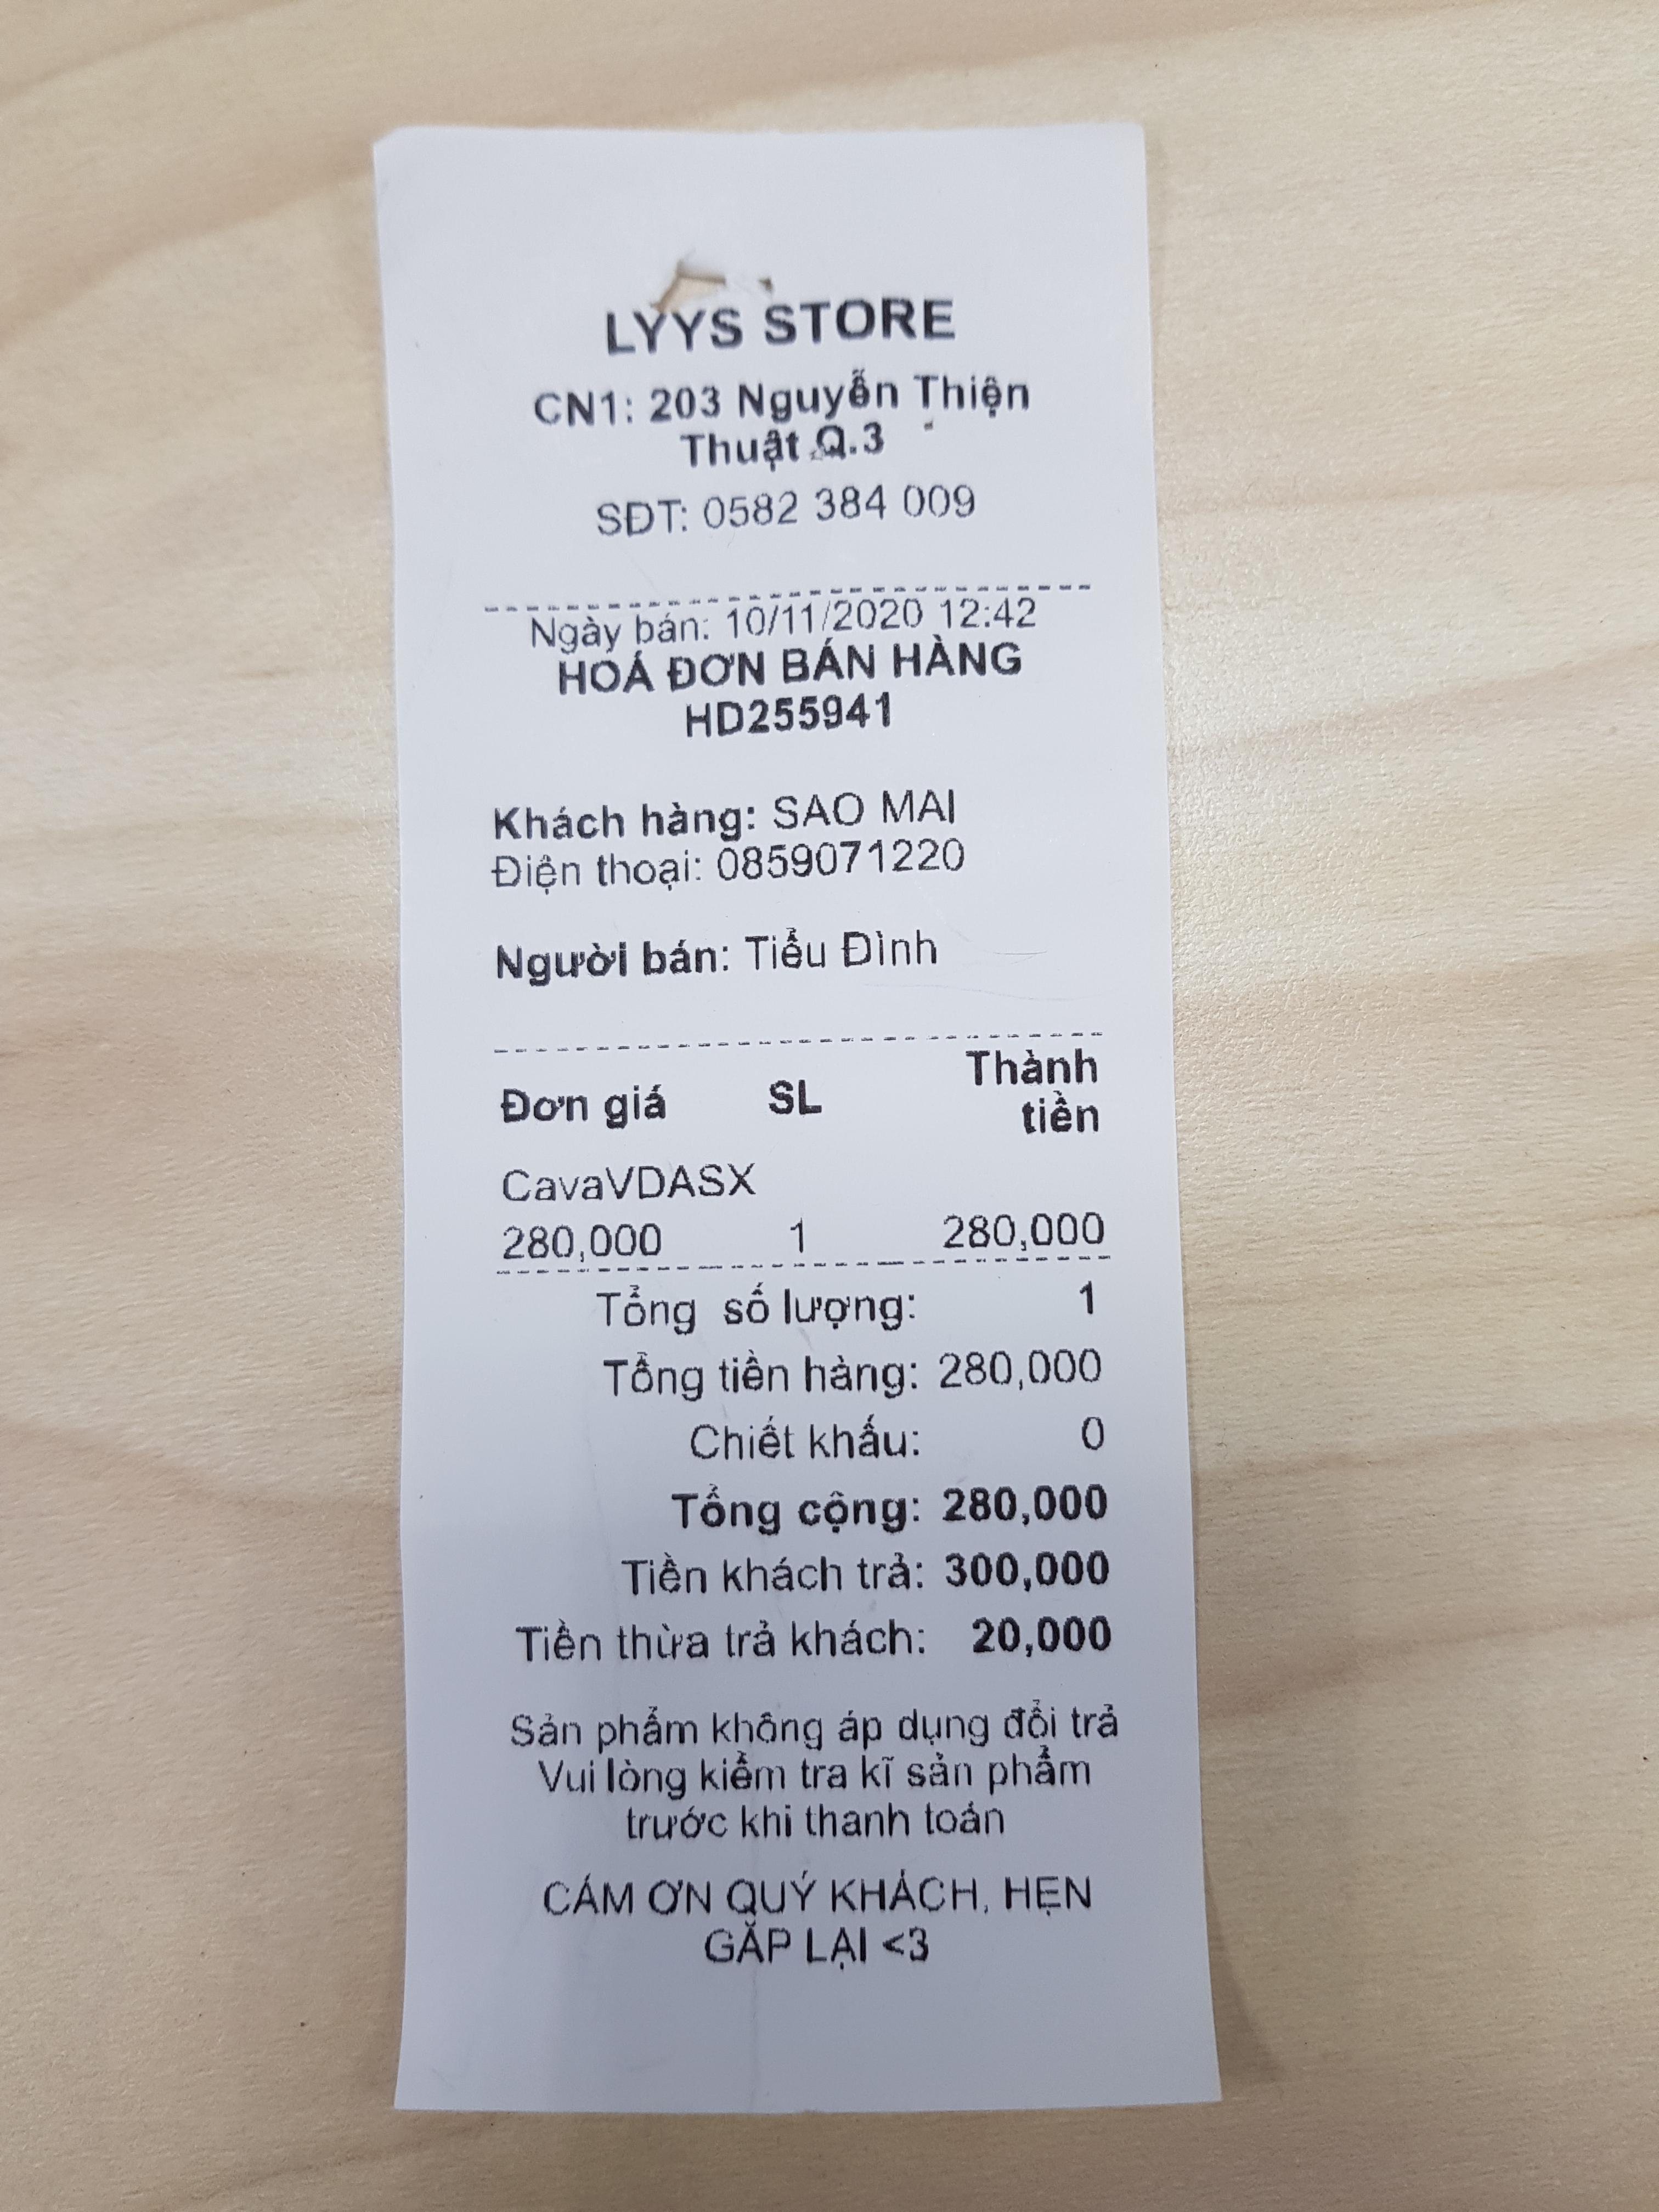 LYYS STORE
CN1: 203 Nguyễn Thiện
Thuật Q.3
SĐT: 0582 384 009
Ngày bán: 10/11/2020 12:42
HOÁ ĐƠN BÁN HÀNG
HD255941
Khách hàng: SAO MAI
Điện thoại: 0859071220
Người bán: Tiểu Đình
Đơn giá SL Thành
tiền
CavaVDASX
280,000 1 280,000
Tổng số lượng: 1
Tổng tiền hàng: 280,000
Chiết khấu: 0
Tổng cộng: 280,000
Tiền khách trả: 300,000
Tiền thừa trả khách: 20,000
Sản phẩm không áp dụng đổi trả
Vui lòng kiểm tra kĩ sản phẩm
trước khi thanh toán
CÁM ƠN QUÝ KHÁCH, HẸN
GẶP LẠI <3